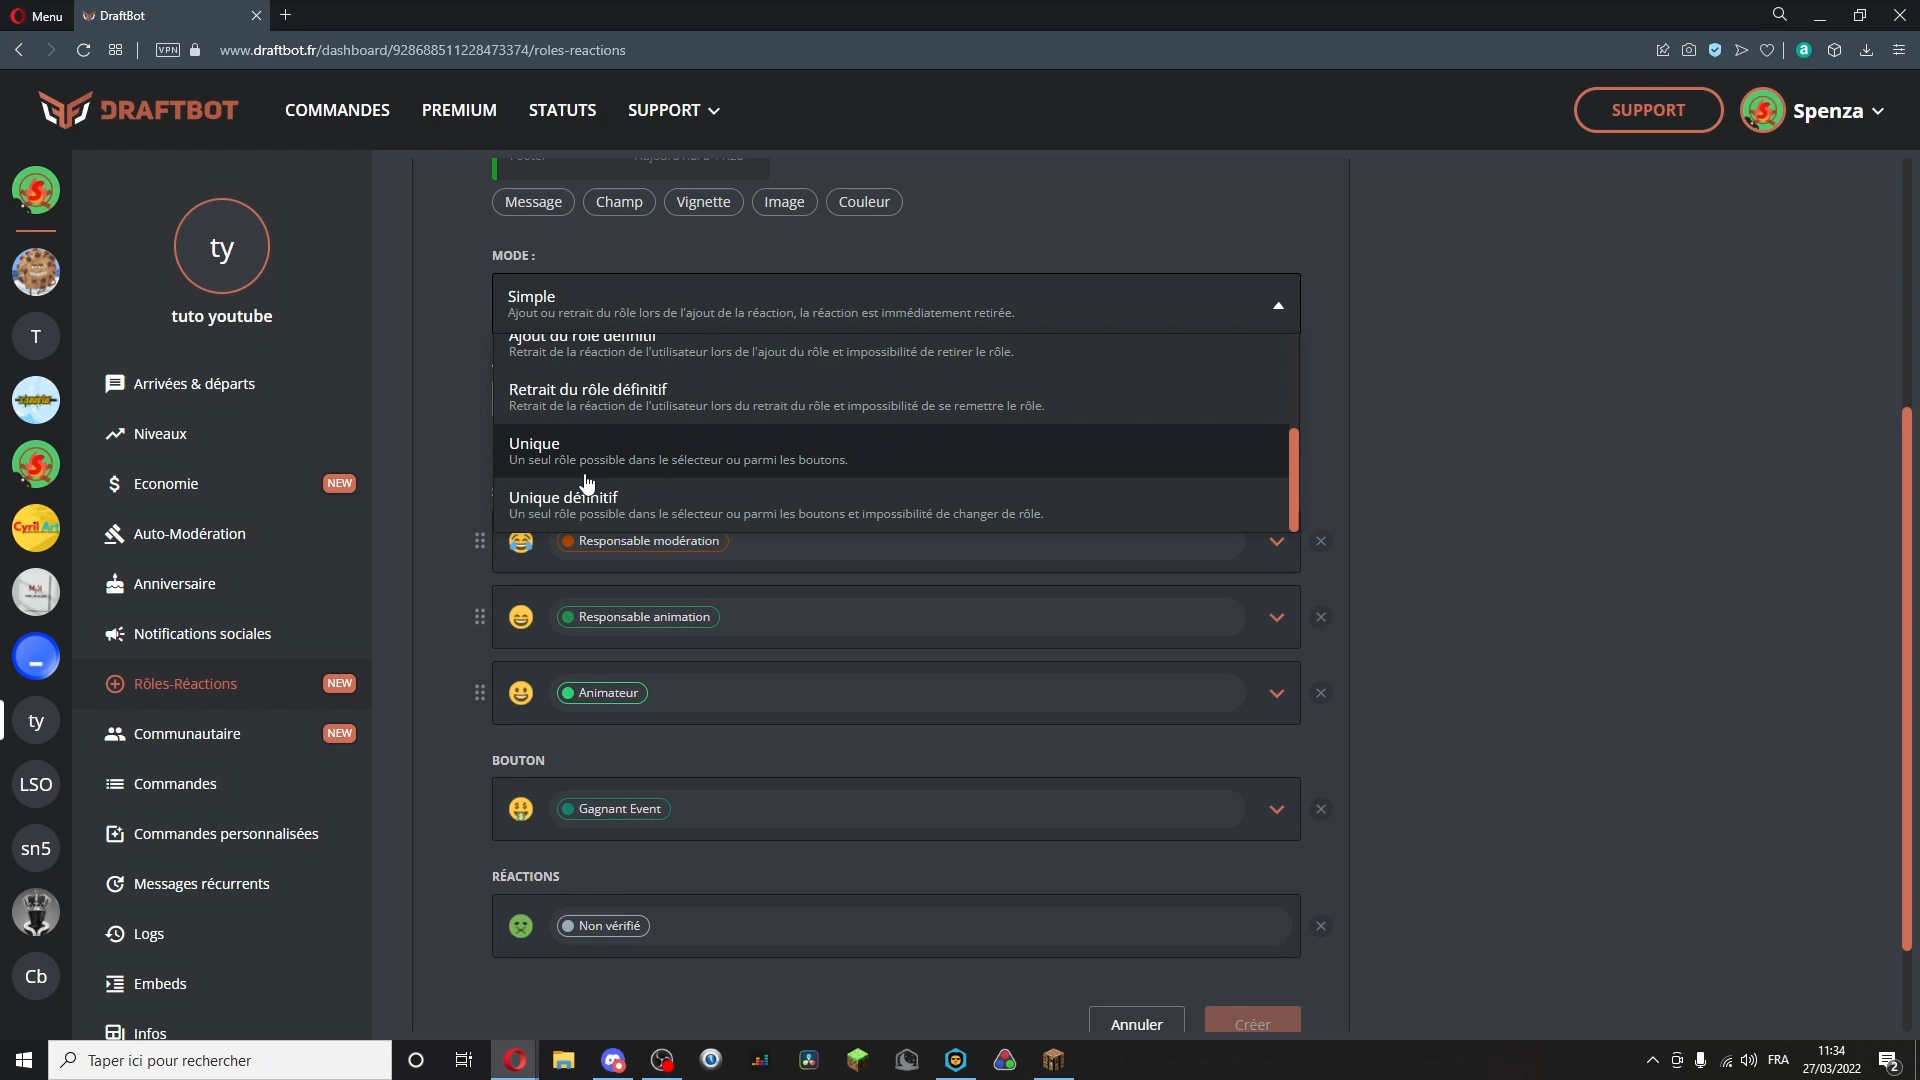 Menu
DraftBot
VPN
www.draftbot.fr/dashboard/928688511228473374/roles-reactions
DRAFTBOT
COMMANDES
PREMIUM
STATUTS
SUPPORT
SUPPORT
Spenza
T
Cyril Art
ty
LSO
sn5
Cb
ty
tuto youtube
Arrivées & départs
Niveaux
Economie
NEW
Auto-Modération
Anniversaire
Notifications sociales
Rôles-Réactions
NEW
Communautaire
NEW
Commandes
Commandes personnalisées
Messages récurrents
Logs
Embeds
Infos
Message
Champ
Vignette
Image
Couleur
MODE :
Simple
Ajout ou retrait du rôle lors de l'ajout de la réaction, la réaction est immédiatement retirée.
Ajout du rôle définitif
Retrait de la réaction de l'utilisateur lors de l'ajout du rôle et impossibilité de retirer le rôle.
Retrait du rôle définitif
Retrait de la réaction de l'utilisateur lors du retrait du rôle et impossibilité de se remettre le rôle.
Unique
Un seul rôle possible dans le sélecteur ou parmi les boutons.
Unique définitif
Un seul rôle possible dans le sélecteur ou parmi les boutons et impossibilité de changer de rôle.
Responsable modération
Responsable animation
Animateur
BOUTON
Gagnant Event
RÉACTIONS
Non vérifié
Annuler
Créer
Taper ici pour rechercher
FRA
11:34
27/03/2022
2